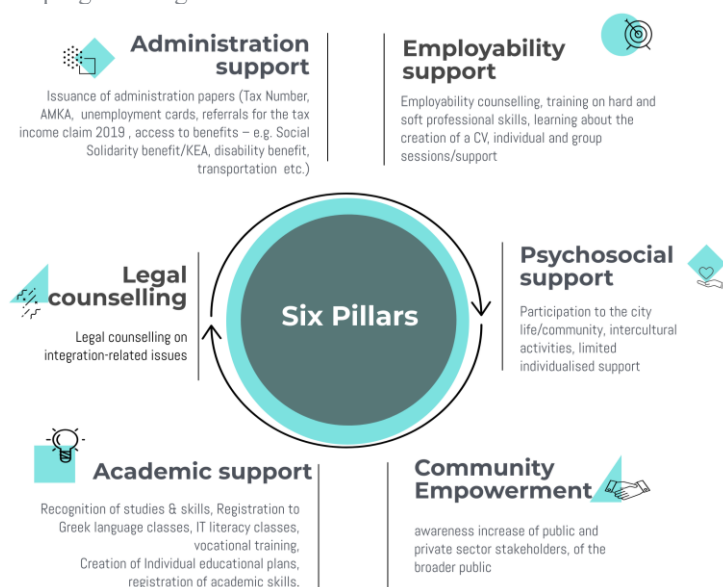 Administration
support
Issuance of administration papers (Tax Number,
AMKA, unemployment cards, referrals for the tax
income claim 2019 , access to benefits – e.g. Social
Solidarity benefit/KEA, disability benefit,
transportation etc.)
Employability
support
Employability counselling, training on hard and
soft professional skills, learning about the
creation of a CV, individual and group
sessions/support
Legal
counselling
Legal counselling on
integration-related issues
Six Pillars
Psychosocial
support
Participation to the city
life/community, intercultural
activities, limited
individualised support
Academic support
Recognition of studies & skills, Registration to
Greek language classes, IT literacy classes,
vocational training,
Creation of Individual educational plans,
registration of academic skills,
Community
Empowerment
awareness increase of public and
private sector stakeholders, of the
broader public